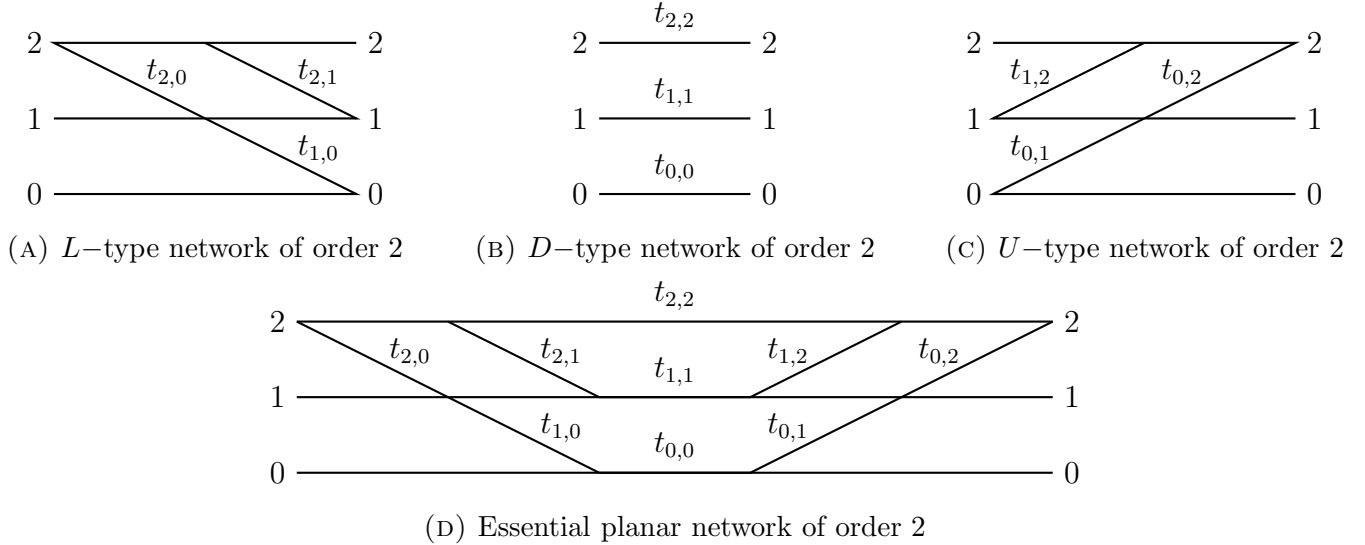 2 2 t_{2,2} 2 2 2 2
t_{2,0} t_{2,1} t_{1,2} t_{0,2}
1 1 t_{1,1} 1 1 1 1
t_{1,0} t_{0,1}
0 0 t_{0,0} 0 0 0 0
(A) L−type network of order 2 (B) D−type network of order 2 (C) U−type network of order 2
t_{2,2}
2 2
t_{2,0} t_{2,1} t_{1,2} t_{0,2}
1 t_{1,1} 1
t_{1,0} t_{0,0} t_{0,1}
0 0
(D) Essential planar network of order 2